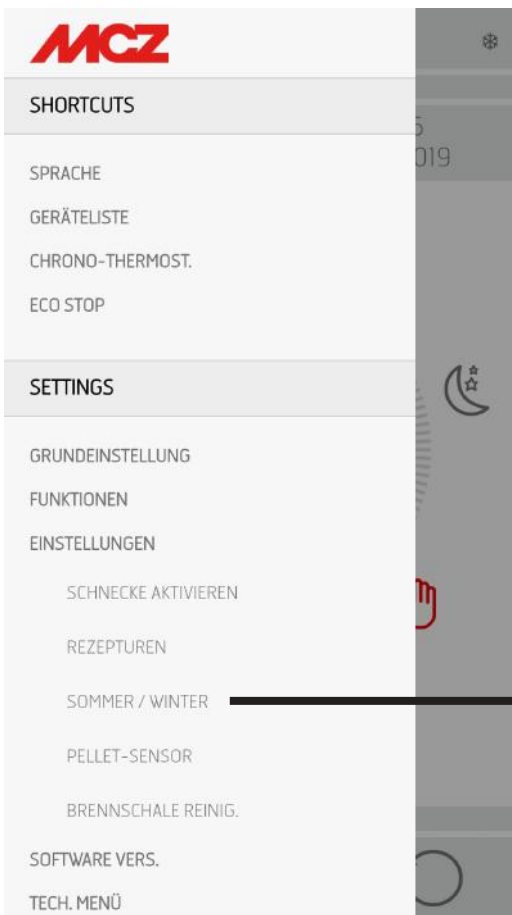 MCZ
SHORTCUTS
SPRACHE
GERÄTELISTE
CHRONO-THERMOST.
ECO STOP
SETTINGS
GRUNDEINSTELLUNG
FUNKTIONEN
EINSTELLUNGEN
SCHNECKE AKTIVIEREN
REZEPTUREN
SOMMER / WINTER
PELLET-SENSOR
BRENNSCHALE REINIG.
SOFTWARE VERS.
TECH. MENÜ